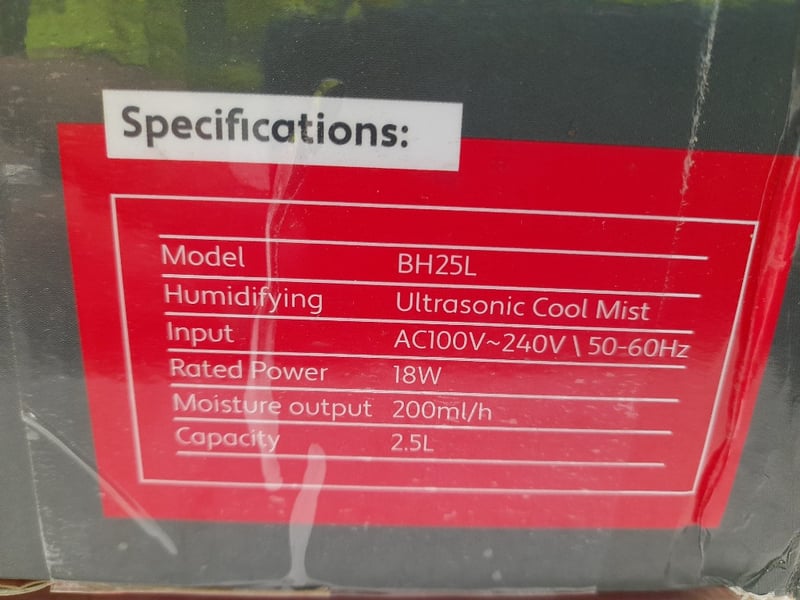 Specifications:
Model BH25L
Humidifying Ultrasonic Cool Mist
Input AC100V~240V \ 50-60Hz
Rated Power 18W
Moisture output 200ml/h
Capacity 2.5L